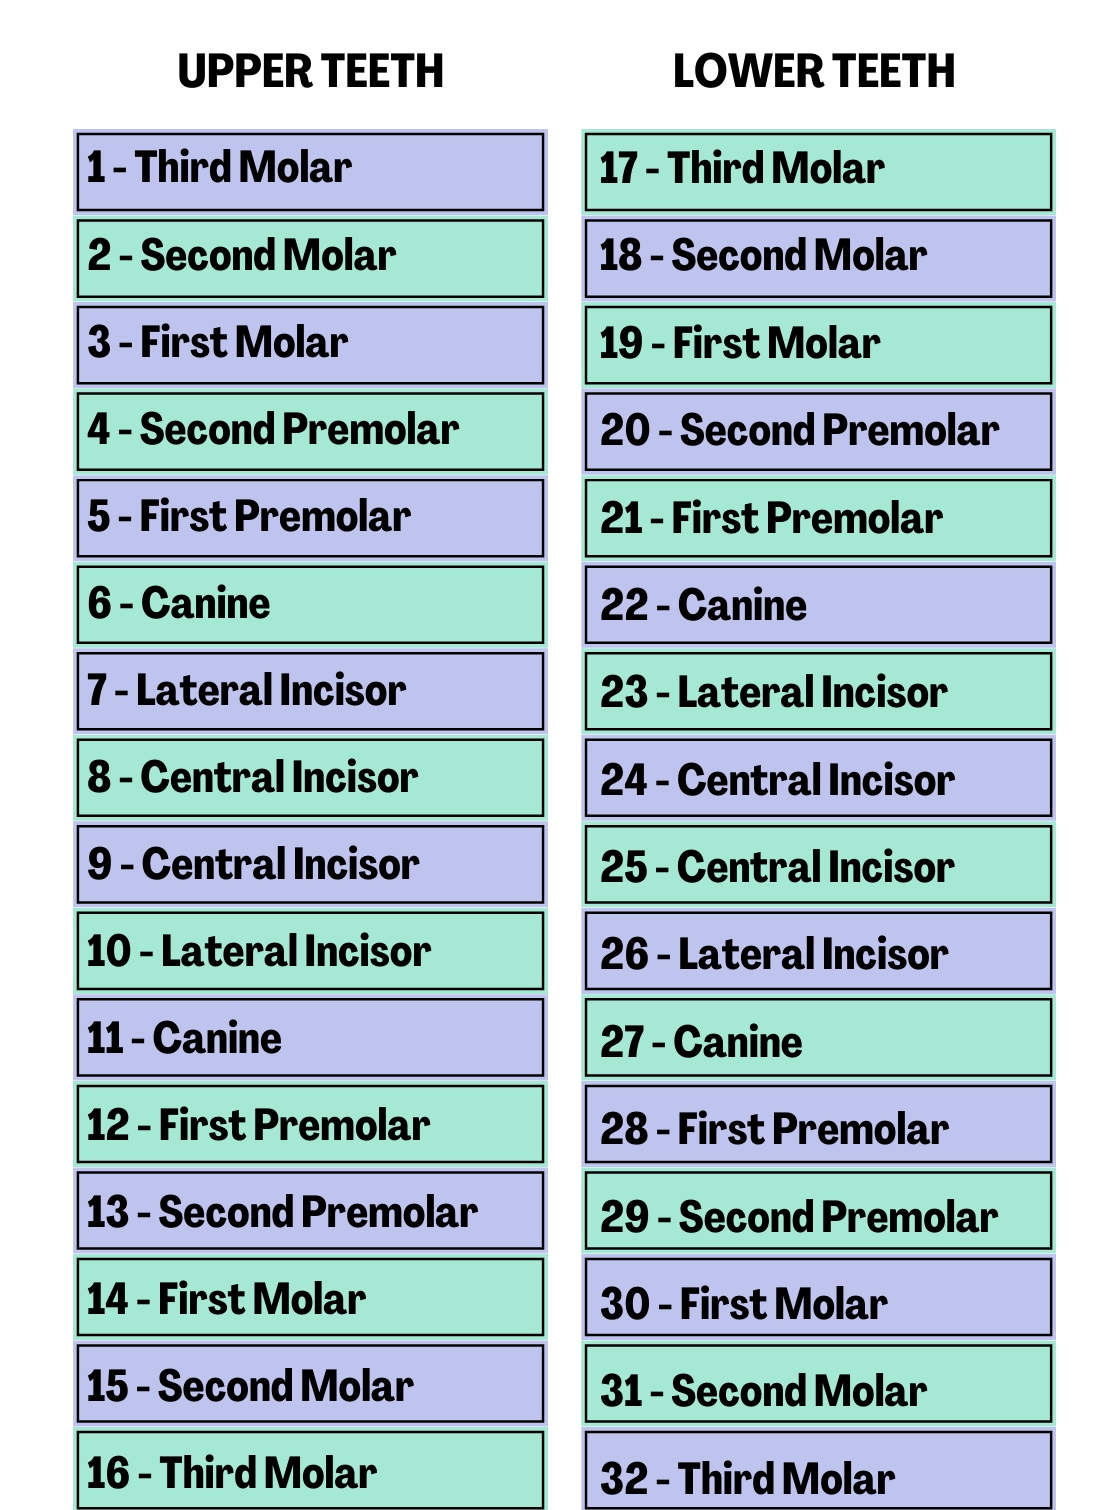 UPPER TEETH
1 - Third Molar
2 - Second Molar
3 - First Molar
4 - Second Premolar
5 - First Premolar
6 - Canine
7 - Lateral Incisor
8 - Central Incisor
9 - Central Incisor
10 - Lateral Incisor
11 - Canine
12 - First Premolar
13 - Second Premolar
14 - First Molar
15 - Second Molar
16 - Third Molar
LOWER TEETH
17 - Third Molar
18 - Second Molar
19 - First Molar
20 - Second Premolar
21 - First Premolar
22 - Canine
23 - Lateral Incisor
24 - Central Incisor
25 - Central Incisor
26 - Lateral Incisor
27 - Canine
28 - First Premolar
29 - Second Premolar
30 - First Molar
31 - Second Molar
32 - Third Molar